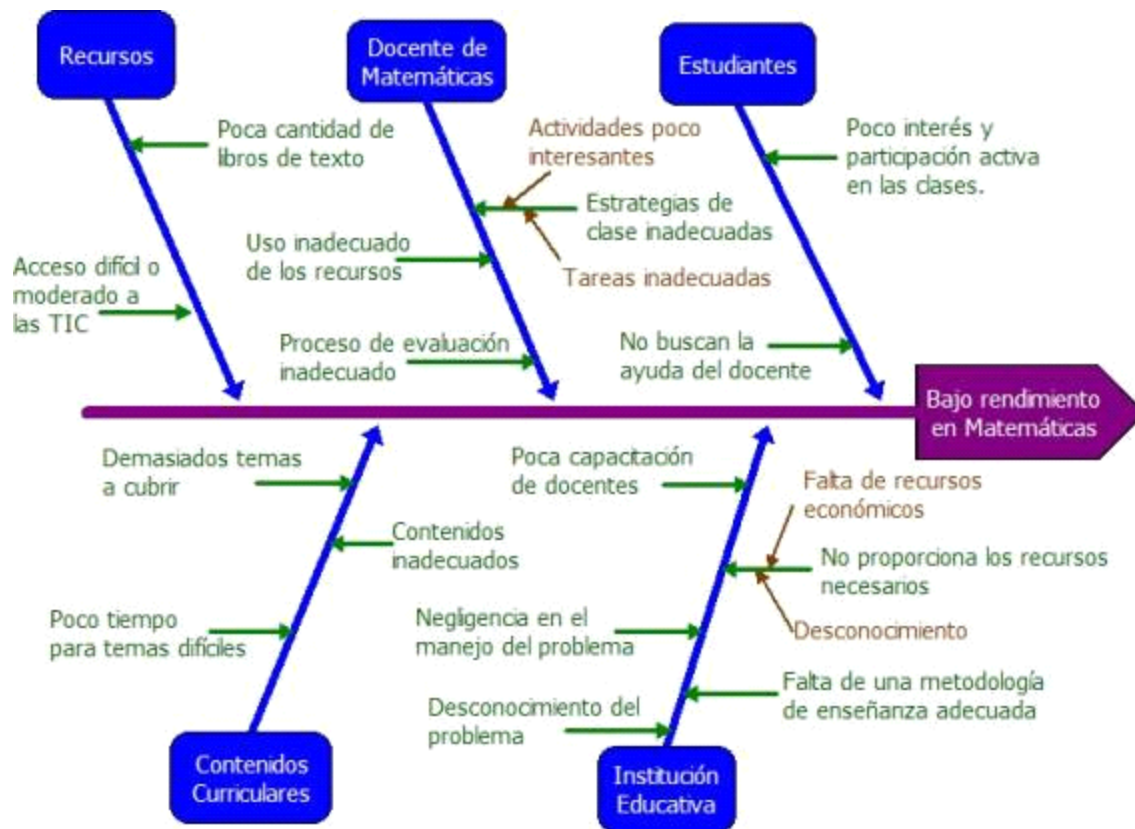 Recursos
Docente de
Matemáticas
Estudiantes
Poca cantidad de
libros de texto
Actividades poco
interesantes
Poco interés y
participación activa
en las clases.
Estrategias de
clase inadecuadas
Uso inadecuado
de los recursos
Tareas inadecuadas
Acceso difícil o
moderado a
las TIC
Proceso de evaluación
inadecuado
No buscan la
ayuda del docente
Bajo rendimiento
en Matemáticas
Demasiados temas
a cubrir
Poca capacitación
de docentes
Falta de recursos
económicos
Contenidos
inadecuados
No proporciona los recursos
necesarios
Poco tiempo
para temas difíciles
Negligencia en el
manejo del problema
Desconocimiento
Falta de una metodología
de enseñanza adecuada
Desconocimiento del
problema
Contenidos
Curriculares
Institución
Educativa